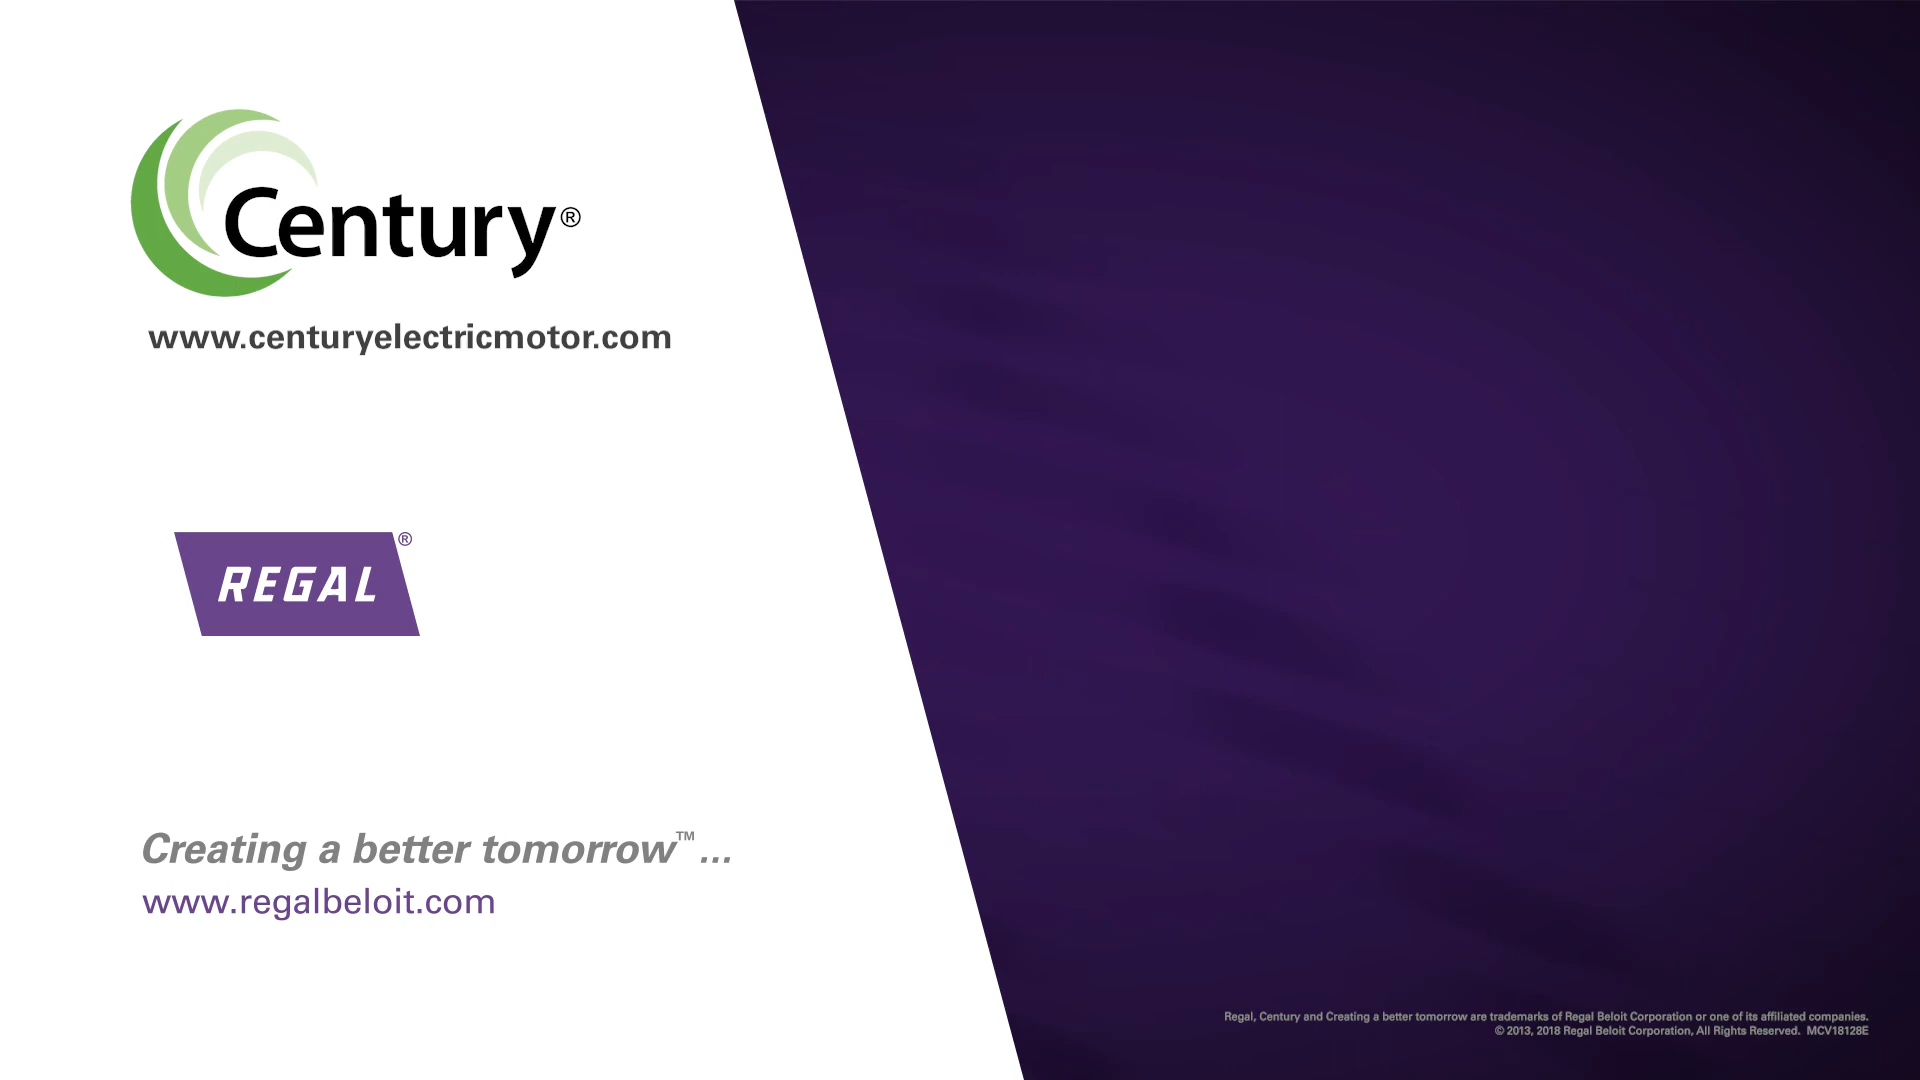 Century®
www.centuryelectricmotor.com
REGAL®
Creating a better tomorrow™...
www.regalbeloit.com
Regal, Century and Creating a better tomorrow are trademarks of Regal Beloit Corporation or one of its affiliated companies.
© 2013, 2018 Regal Beloit Corporation, All Rights Reserved. MCV18128E